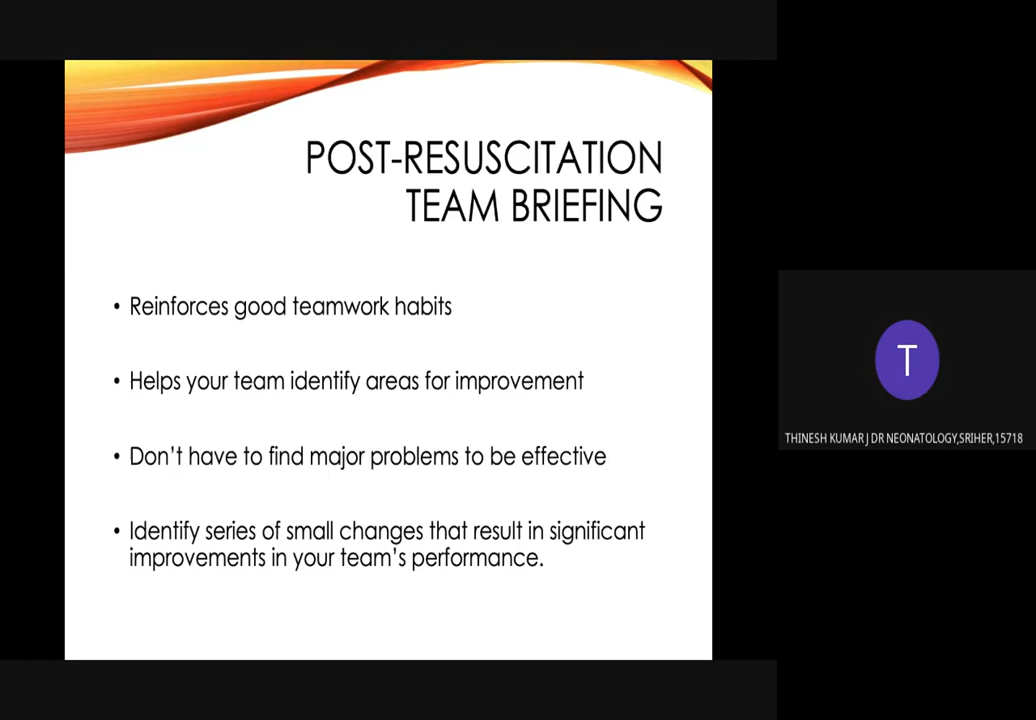 POST-RESUSCITATION
TEAM BRIEFING
• Reinforces good teamwork habits
• Helps your team identify areas for improvement
• Don’t have to find major problems to be effective
• Identify series of small changes that result in significant
improvements in your team’s performance.
T
THINESH KUMAR J DR NEONATOLOGY,SRIHER,15718